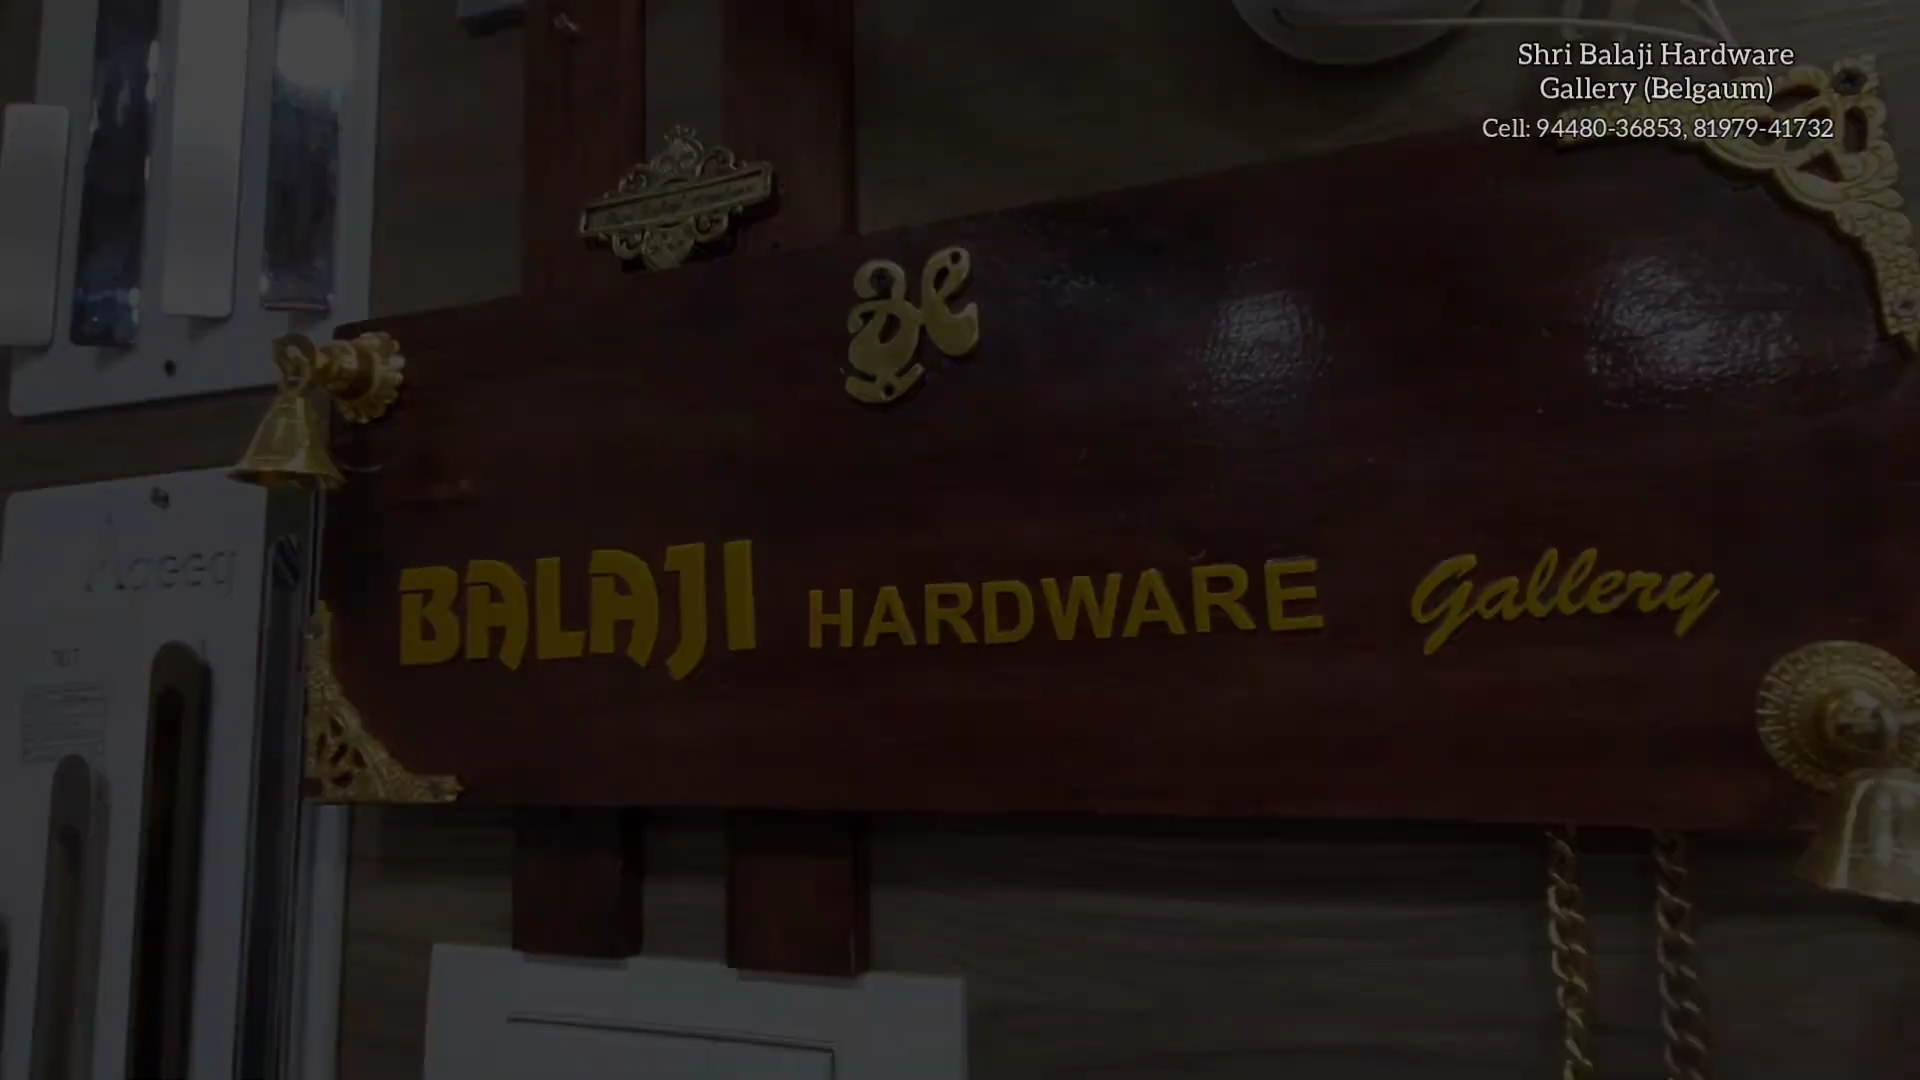 Shri Balaji Hardware
Gallery (Belgaum)
Cell: 94480-36853, 81979-41732
BALAJI HARDWARE Gallery